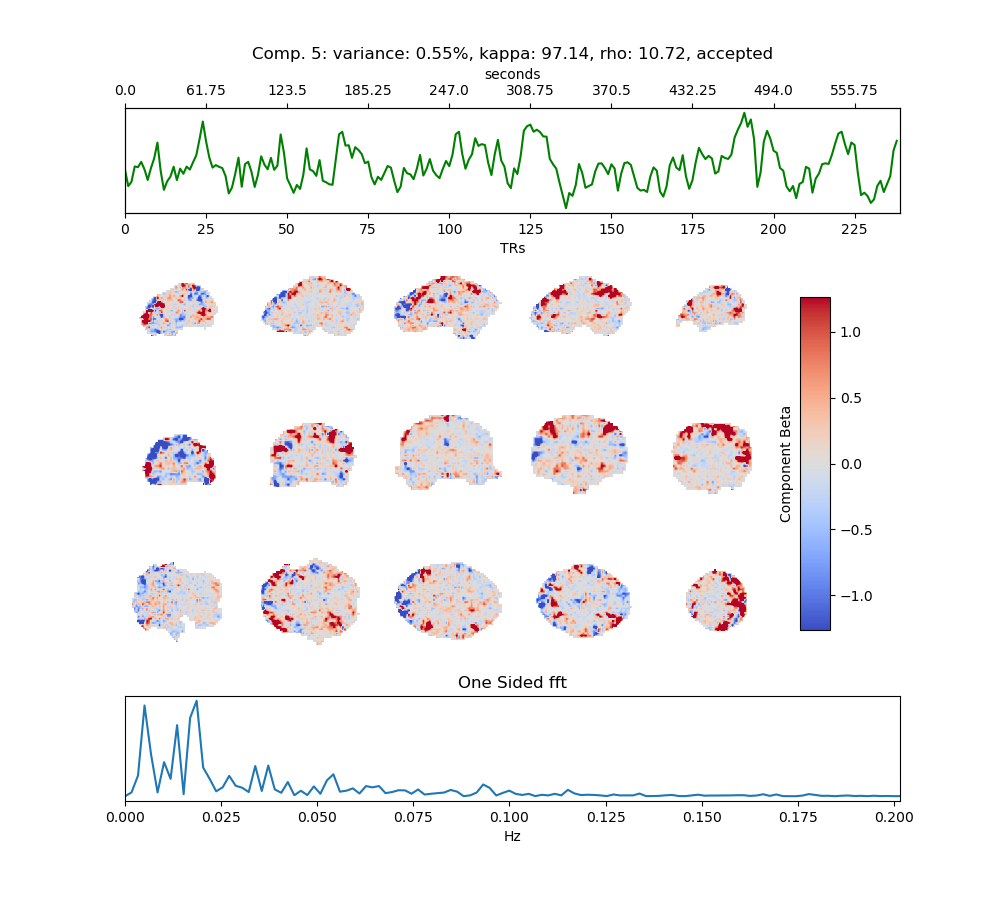 Comp. 5: variance: 0.55%, kappa: 97.14, rho: 10.72, accepted
seconds
0.0 61.75 123.5 185.25 247.0 308.75 370.5 432.25 494.0 555.75
0 25 50 75 100 125 150 175 200 225
TRs
1.0
0.5
0.0
−0.5
−1.0
Component Beta
One Sided fft
0.000 0.025 0.050 0.075 0.100 0.125 0.150 0.175 0.200
Hz